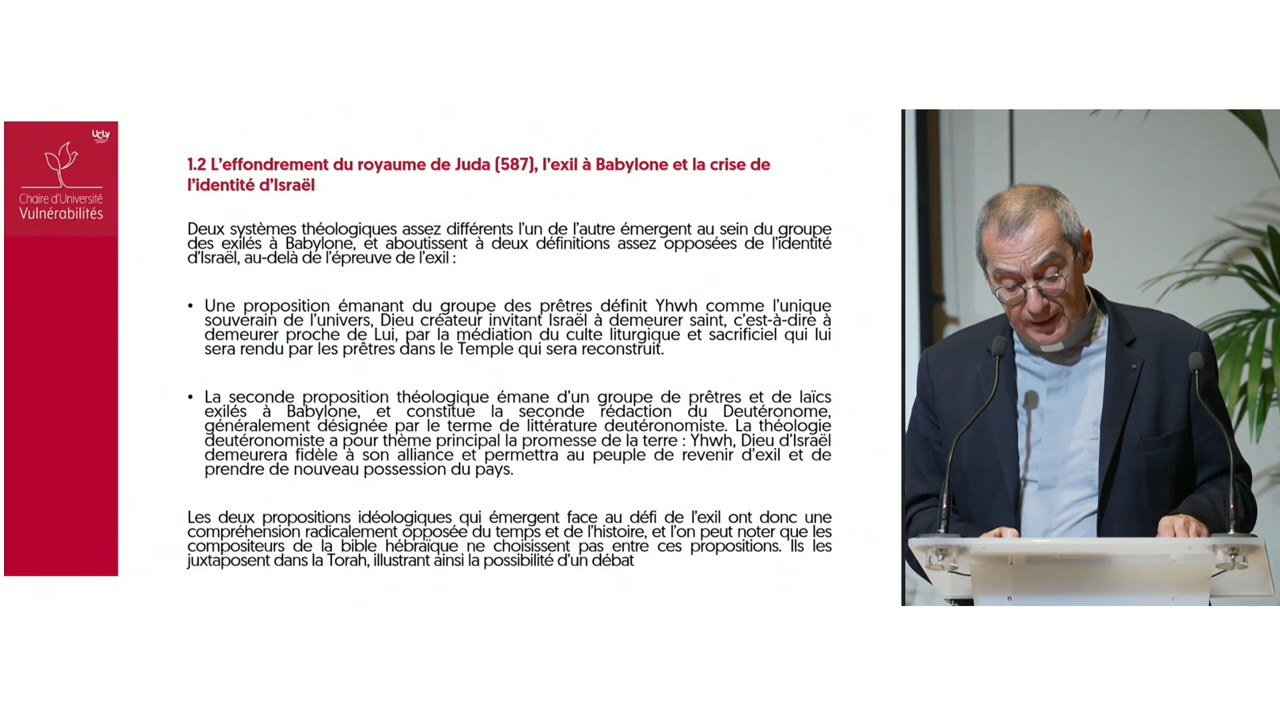 UCLy
Chaire d'Université
Vulnérabilités
1.2 L'effondrement du royaume de Juda (587), l'exil à Babylone et la crise de
l'identité d'Israël
Deux systèmes théologiques assez différents l'un de l'autre émergent au sein du groupe
des exilés à Babylone, et aboutissent à deux définitions assez opposées de l'identité
d'Israël, au-delà de l'épreuve de l'exil :
• Une proposition émanant du groupe des prêtres définit Yhwh comme l'unique
souverain de l'univers, Dieu créateur invitant Israël à demeurer saint, c'est-à-dire à
demeurer proche de Lui, par la médiation du culte liturgique et sacrificiel qui lui
sera rendu par les prêtres dans le Temple qui sera reconstruit.
• La seconde proposition théologique émane d'un groupe de prêtres et de laïcs
exilés à Babylone, et constitue la seconde rédaction du Deutéronome,
généralement désignée par le terme de littérature deutéronomiste. La théologie
deutéronomiste a pour thème principal la promesse de la terre : Yhwh, Dieu d'Israël
demeurera fidèle à son alliance et permettra au peuple de revenir d'exil et de
prendre de nouveau possession du pays.
Les deux propositions idéologiques qui émergent face au défi de l'exil ont donc une
compréhension radicalement opposée du temps et de l'histoire, et l'on peut noter que les
compositeurs de la bible hébraïque ne choisissent pas entre ces propositions. Ils les
juxtaposent dans la Torah, illustrant ainsi la possibilité d'un débat